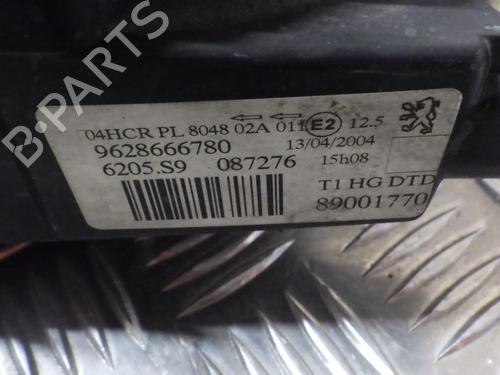 04HCR PL 8048 02A 011 E2 12.5
9628666780 13/04/2004
6205.S9 087276 15h08
T1 HG DTD
89001770
B-PARTS